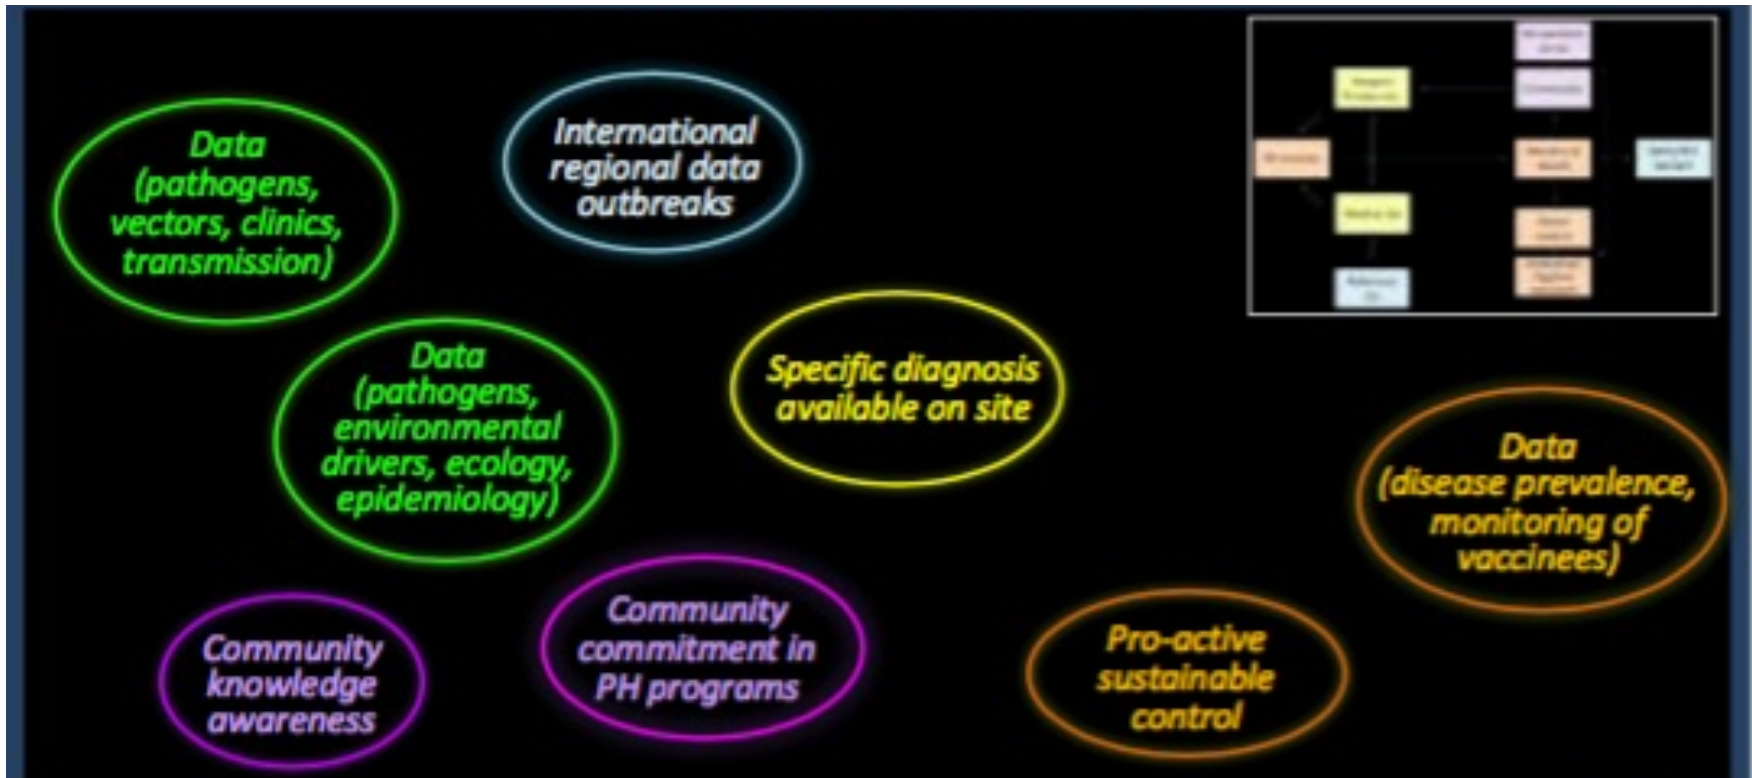 Data
(pathogens,
vectors, clinics,
transmission)
International
regional data
outbreaks
Data
(pathogens,
environmental
drivers, ecology,
epidemiology)
Specific diagnosis
available on site
Data
(disease prevalence,
monitoring of
vaccinees)
Community
knowledge
awareness
Community
commitment in
PH programs
Pro-active
sustainable
control